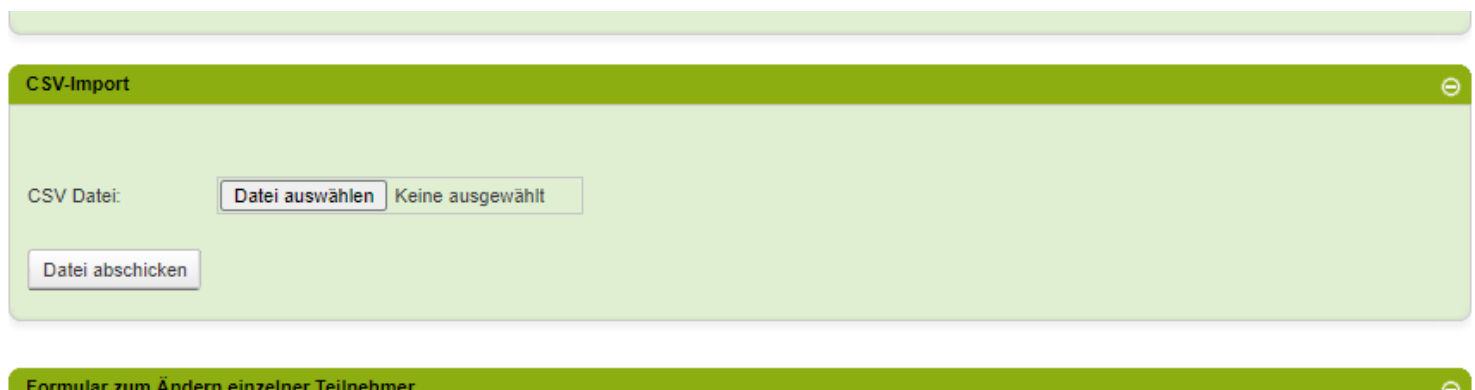 CSV-Import
CSV Datei:
Datei auswählen Keine ausgewählt
Datei abschicken
Formular zum Ändern einzelner Teilnehmer